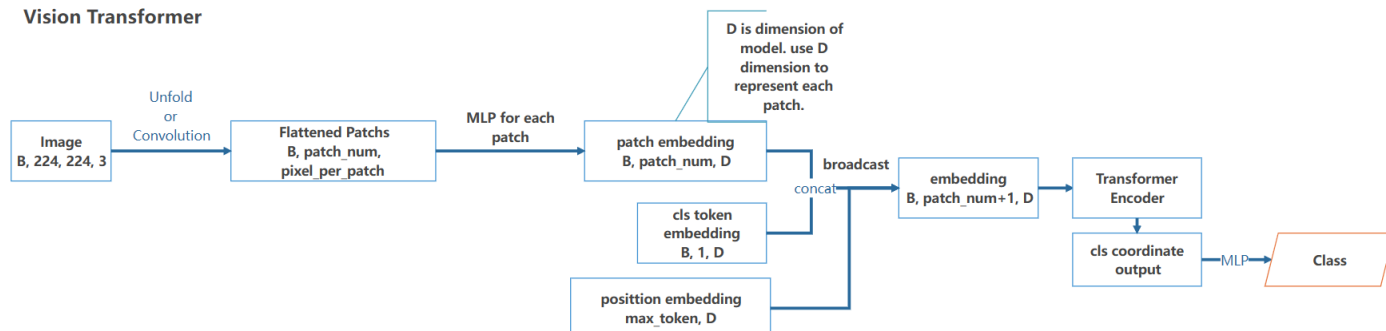 Vision Transformer
D is dimension of
model. use D
dimension to
represent each
patch.
Unfold
or
Convolution
MLP for each
patch
Image
B, 224, 224, 3
Flattened Patchs
B, patch_num,
pixel_per_patch
patch embedding
B, patch_num, D
broadcast
concat
embedding
B, patch_num+1, D
Transformer
Encoder
cls token
embedding
B, 1, D
cls coordinate
output
MLP
Class
posittion embedding
max_token, D